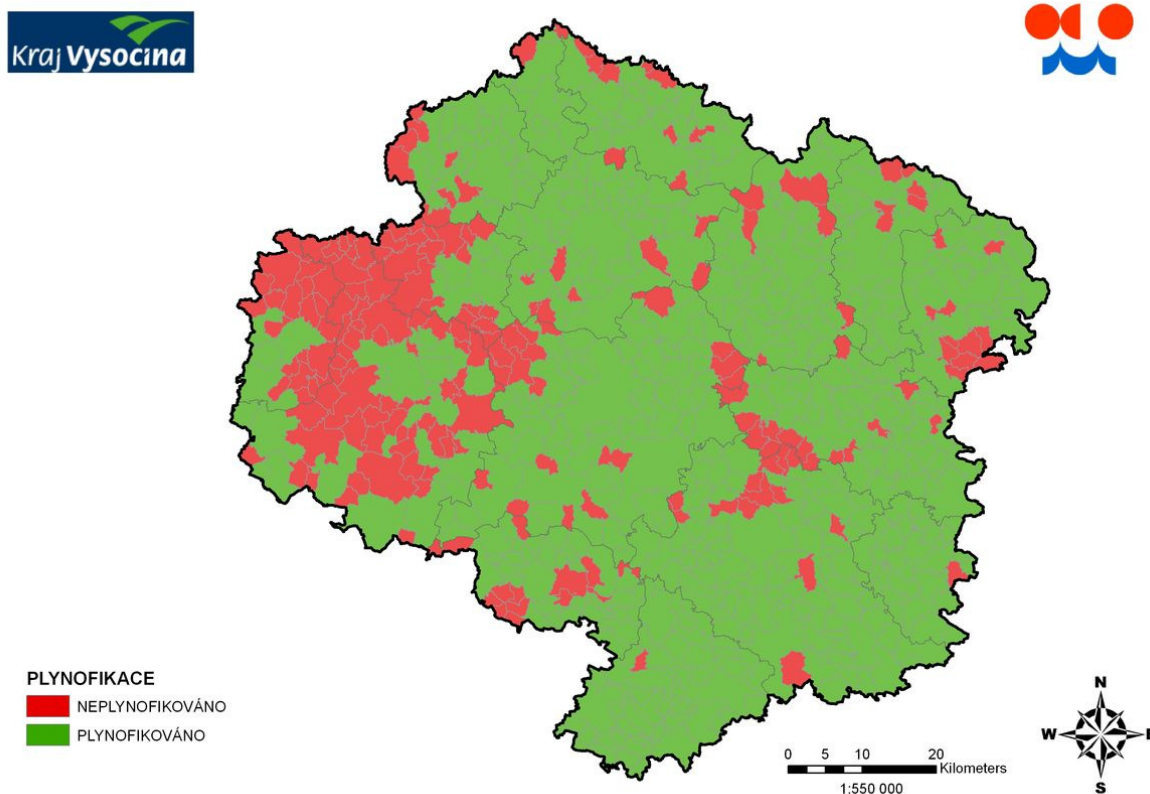 Kraj Vysočina
PLYNOFIKACE
NEPLYNOFIKOVÁNO
PLYNOFIKOVÁNO
0 5 10 20
Kilometers
1:550 000
N
W E
S